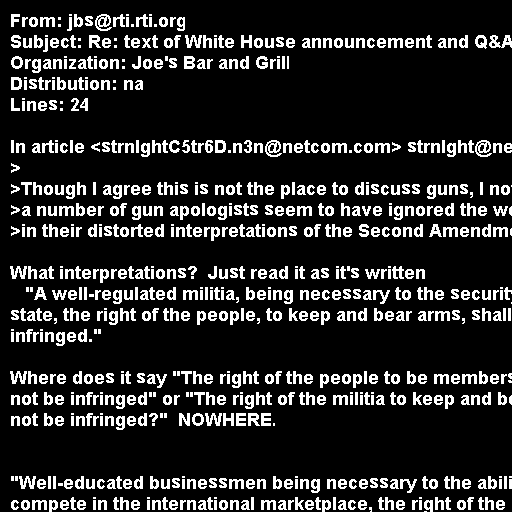 From: jbs@rti.rti.org
Subject: Re: text of White House announcement and Q&A
Organization: Joe's Bar and Grill
Distribution: na
Lines: 24

In article <strnlghtC5tr6D.n3n@netcom.com> strnlght@ne
>
>Though I agree this is not the place to discuss guns, I no
>a number of gun apologists seem to have ignored the we
>in their distorted interpretations of the Second Amendme

What interpretations?  Just read it as it's written
   "A well-regulated militia, being necessary to the security
state, the right of the people, to keep and bear arms, shall
infringed."

Where does it say "The right of the people to be members
not be infringed" or "The right of the militia to keep and be
not be infringed?"  NOWHERE.


"Well-educated businessmen being necessary to the abili
compete in the international marketplace, the right of the